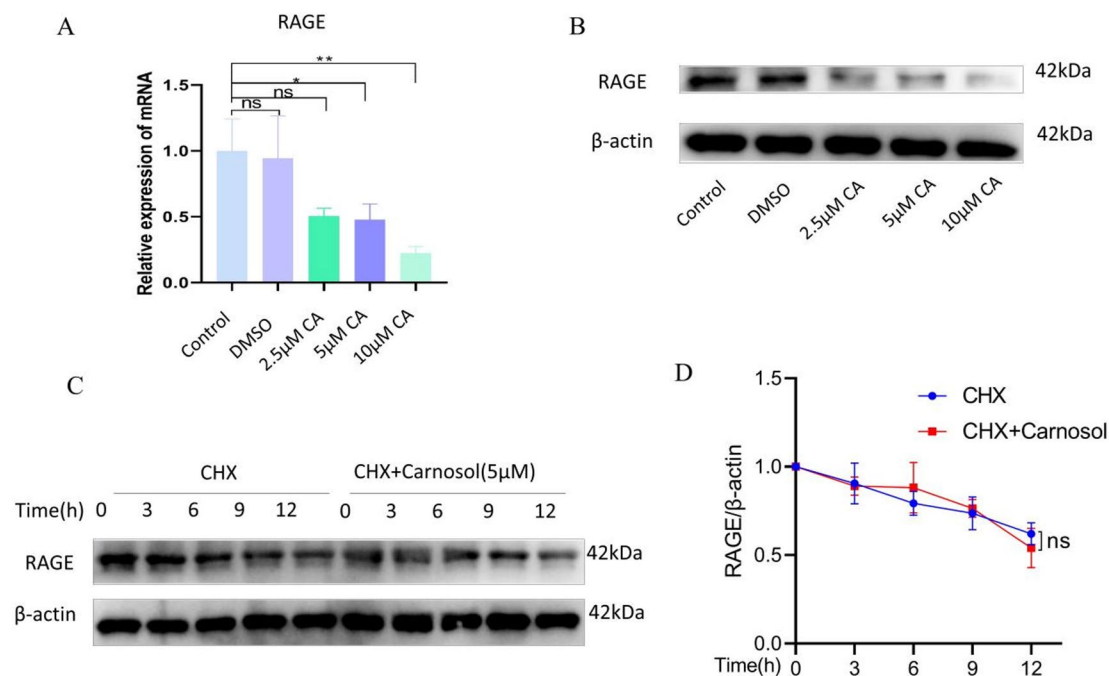 A
RAGE
Relative expression of mRNA
1.5
1.0
0.5
0.0
**
*
ns
ns
Control
DMSO
2.5μM CA
5μM CA
10μM CA
B
RAGE
42kDa
β-actin
42kDa
Control
DMSO
2.5μM CA
5μM CA
10μM CA
C
CHX CHX+Carnosol(5μM)
Time(h) 0 3 6 9 12 0 3 6 9 12
RAGE 42kDa
β-actin 42kDa
D
RAGE/β-actin
1.5
1.0
0.5
0.0
CHX
CHX+Carnosol
ns
Time(h) 0 3 6 9 12